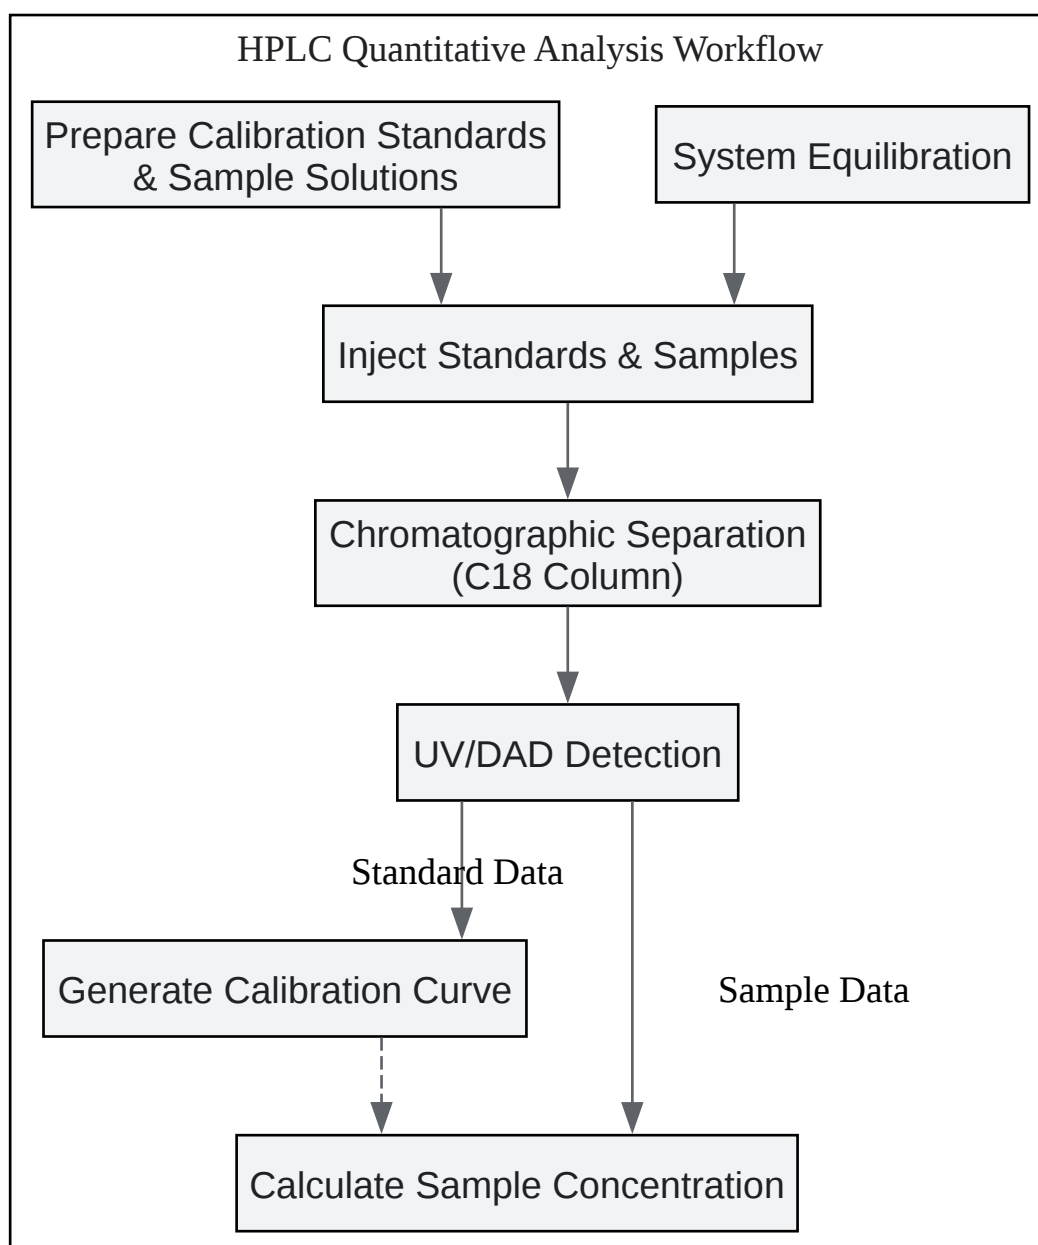 HPLC Quantitative Analysis Workflow
Prepare Calibration Standards
& Sample Solutions
System Equilibration
Inject Standards & Samples
Chromatographic Separation
(C18 Column)
UV/DAD Detection
Standard Data
Generate Calibration Curve
Sample Data
Calculate Sample Concentration